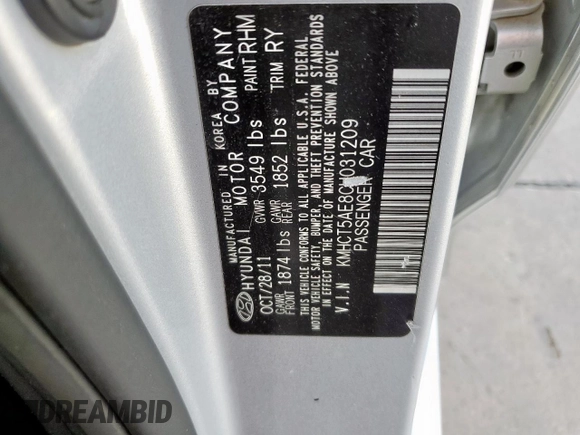 MANUFACTURED IN KOREA BY
HYUNDAI MOTOR COMPANY
OCT/28/11 GVWR 3549 lbs PAINT RHM
GAWR FRONT 1874 lbs GAWR REAR 1852 lbs TRIM RY
THIS VEHICLE CONFORMS TO ALL APPLICABLE U.S.A. FEDERAL
MOTOR VEHICLE SAFETY, BUMPER, AND THEFT PREVENTION STANDARDS
IN EFFECT ON THE DATE OF MANUFACTURE SHOWN ABOVE
V.I.N KMHCT5AE8CU031209
PASSENGER CAR
IDREAMBID